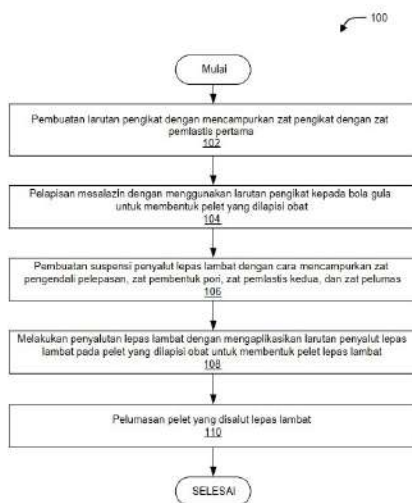 100
Mulai
Pembuatan larutan pengikat dengan mencampurkan zat pengikat dengan zat
pemlastis pertama
102
Pelapisan mesalazin dengan menggunakan larutan pengikat kepada bola gula
untuk membentuk pelet yang dilapisi obat
104
Pembuatan suspensi penyalut lepas lambat dengan cara mencampurkan zat
pengendali pelepasan, zat pembentuk pori, zat pemlastis kedua, dan zat pelumas
106
Melakukan penyalutan lepas lambat dengan mengaplikasikan larutan penyalut lepas
lambat pada pelet yang dilapisi obat untuk membentuk pelet lepas lambat
108
Pelumasan pelet yang disalut lepas lambat
110
SELESAI